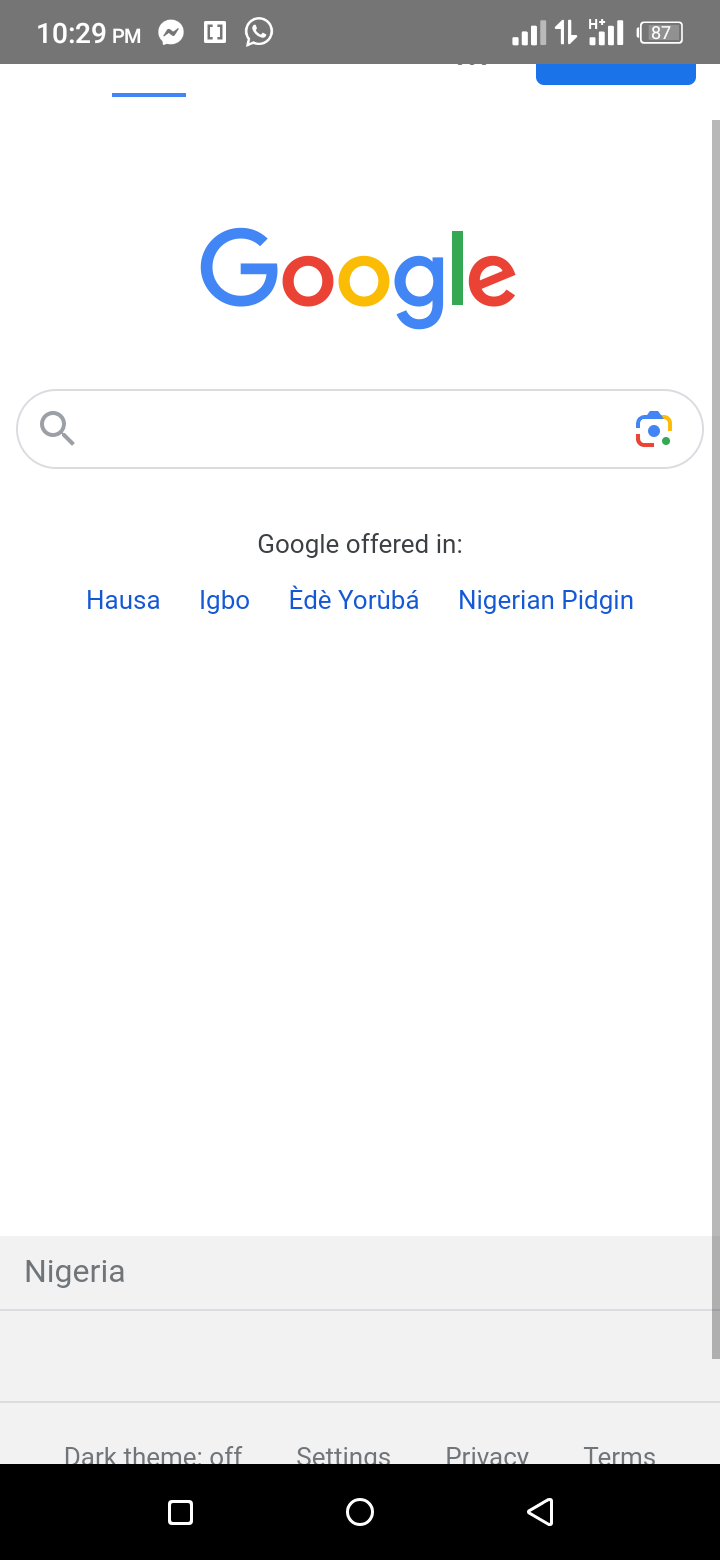 10:29 PM H+ 87
Google
Google offered in:
Hausa Igbo Èdè Yorùbá Nigerian Pidgin
Nigeria
Dark theme: off Settings Privacy Terms